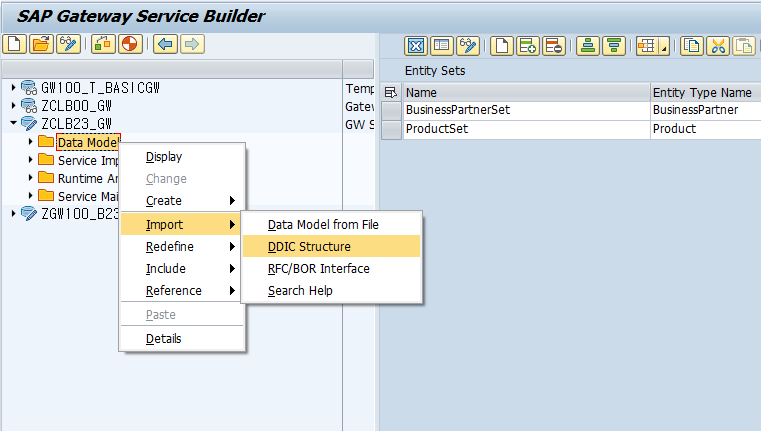 SAP Gateway Service Builder
Entity Sets
Name Entity Type Name
BusinessPartnerSet BusinessPartner
ProductSet Product
GW100_T_BASICGW Temp
ZCLB00_GW Gatew
ZCLB23_GW GW S
Data Model
Service Imp
Runtime Ar
Service Mai
ZGW100_B23
Display
Change
Create
Import
Redefine
Include
Reference
Paste
Details
Data Model from File
DDIC Structure
RFC/BOR Interface
Search Help